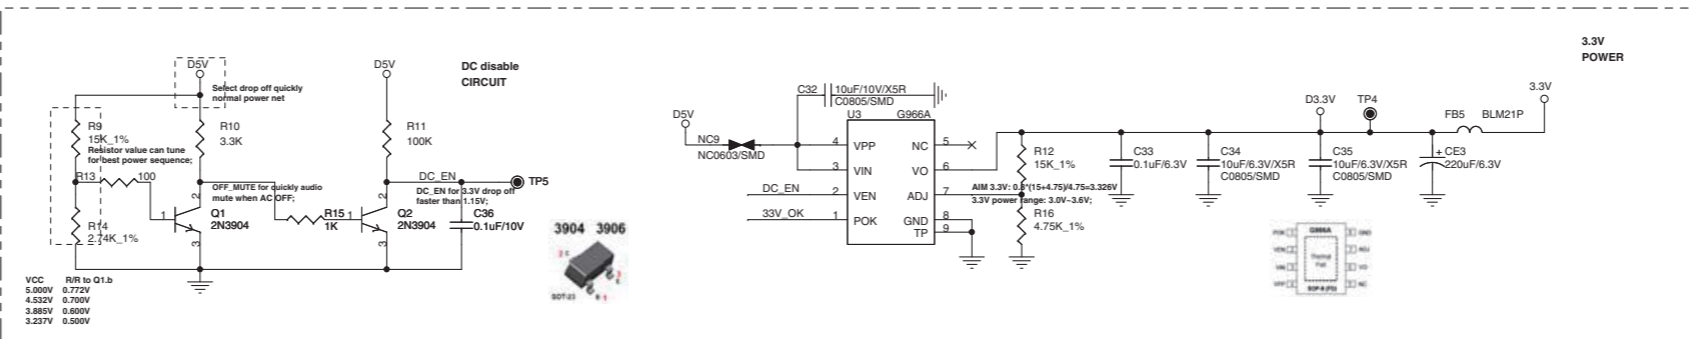 3.3V
POWER
DC disable
CIRCUIT
D5V
Select drop off quickly
normal power net
D5V
R9
15K_1%
Resistor value can tune
for best power sequence;
R10
3.3K
R11
100K
R13
100
OFF_MUTE for quickly audio
mute when AC OFF;
DC_EN
TP5
DC_EN for 3.3V drop off
faster than 1.15V;
R14
2.74K_1%
2
1
3
Q1
2N3904
R15
1K
2
1
3
Q2
2N3904
C36
0.1uF/10V
VCC R/R to Q1.b
5.000V 0.772V
4.532V 0.700V
3.885V 0.600V
3.237V 0.500V
3904 3906
SOT-23
C32
10uF/10V/X5R
C0805/SMD
D5V
NC9
NC0603/SMD
U3
G966A
4
VPP
3
VIN
DC_EN
2
VEN
33V_OK
1
POK
NC
5
VO
6
ADJ
7
GND
8
TP
9
R12
15K_1%
AIM 3.3V: 0.8*(15+4.75)/4.75=3.326V
3.3V power range: 3.0V~3.6V;
R16
4.75K_1%
C33
0.1uF/6.3V
C34
10uF/6.3V/X5R
C0805/SMD
D3.3V
TP4
C35
10uF/6.3V/X5R
C0805/SMD
FB5
BLM21P
3.3V
+
CE3
220uF/6.3V
G966A
Thermal
Pad